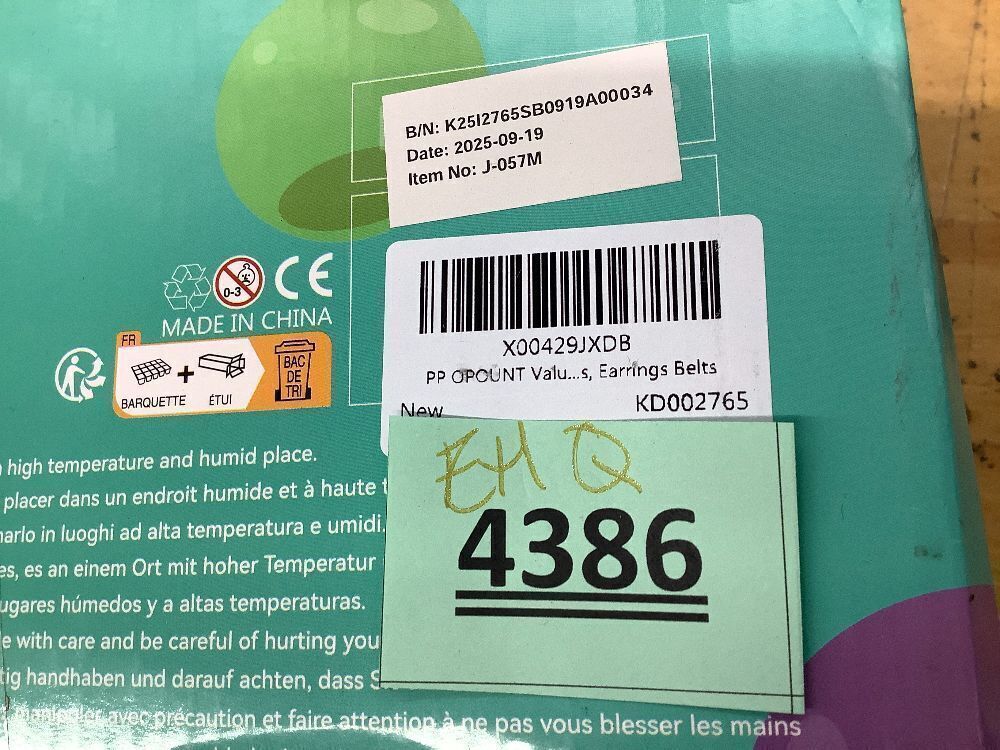 B/N: K25I2765SB0919A00034
Date: 2025-09-19
Item No: J-057M
0-3
CE
MADE IN CHINA
X00429JXDB
PP OPOUNT Valu...s, Earrings Belts
New
KD002765
FR
BARQUETTE + ÉTUI
BAC
DE
TRI
EH Q
4386
high temperature and humid place.
placer dans un endroit humide et à haute
in luoghi ad alta temperatura e umidi.
es an einem Ort mit hoher Temperatur
húmedos y a altas temperaturas.
with care and be careful of hurting you
handhaben und darauf achten, dass
avec précaution et faire attention à ne pas vous blesser les mains